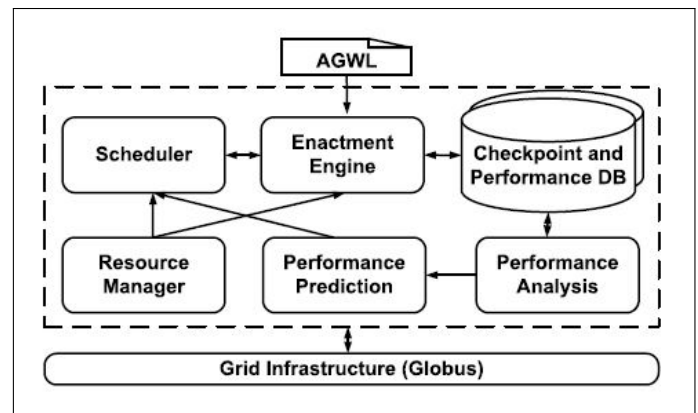 AGWL
Scheduler
Enactment
Engine
Checkpoint and
Performance DB
Resource
Manager
Performance
Prediction
Performance
Analysis
Grid Infrastructure (Globus)